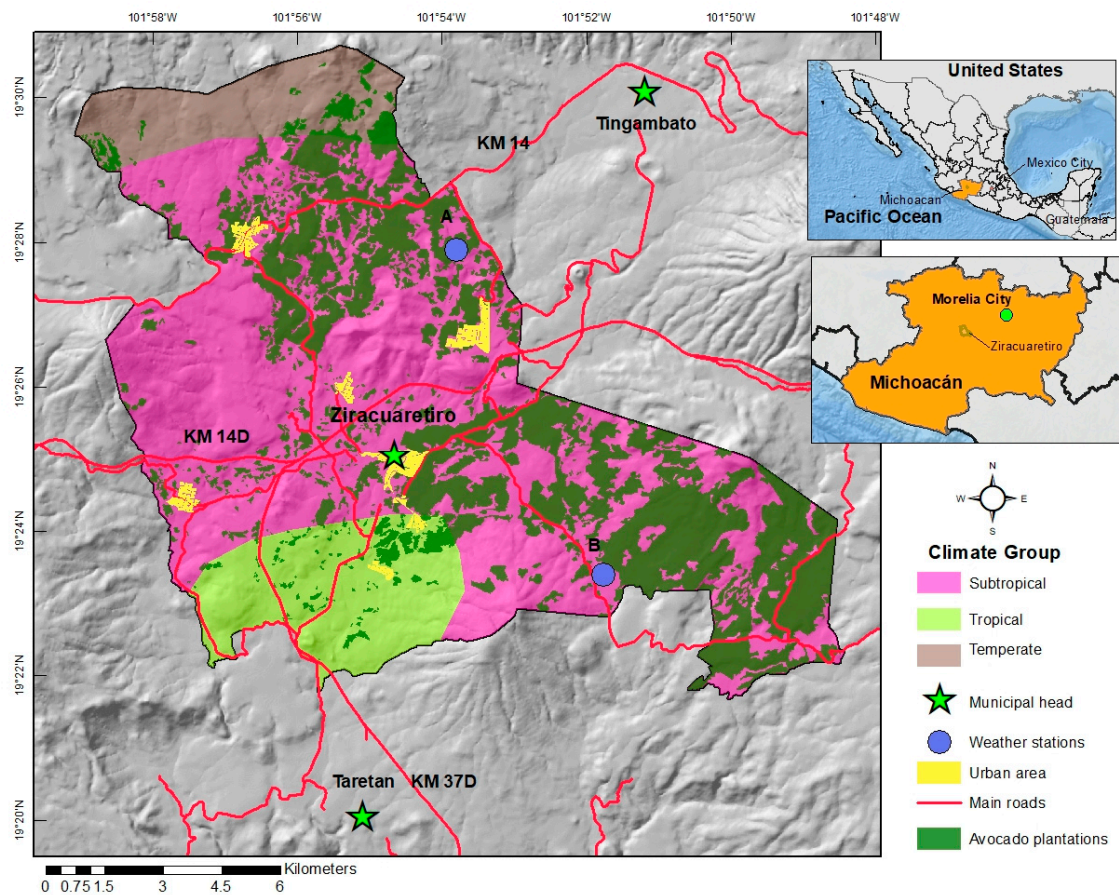 101°58'W 101°56'W 101°54'W 101°52'W 101°50'W 101°48'W
19°30'N
19°28'N
19°26'N
19°24'N
19°22'N
19°20'N
Tingambato
KM 14
A
Ziracuaretiro
KM 14D
B
Taretan KM 37D
0 0.75 1.5 3 4.5 6
Kilometers
United States
Mexico City
Michoacan
Pacific Ocean
Guatemala
Morelia City
Ziracuaretiro
Michoacán
N
W E
S
Climate Group
Subtropical
Tropical
Temperate
Municipal head
Weather stations
Urban area
Main roads
Avocado plantations